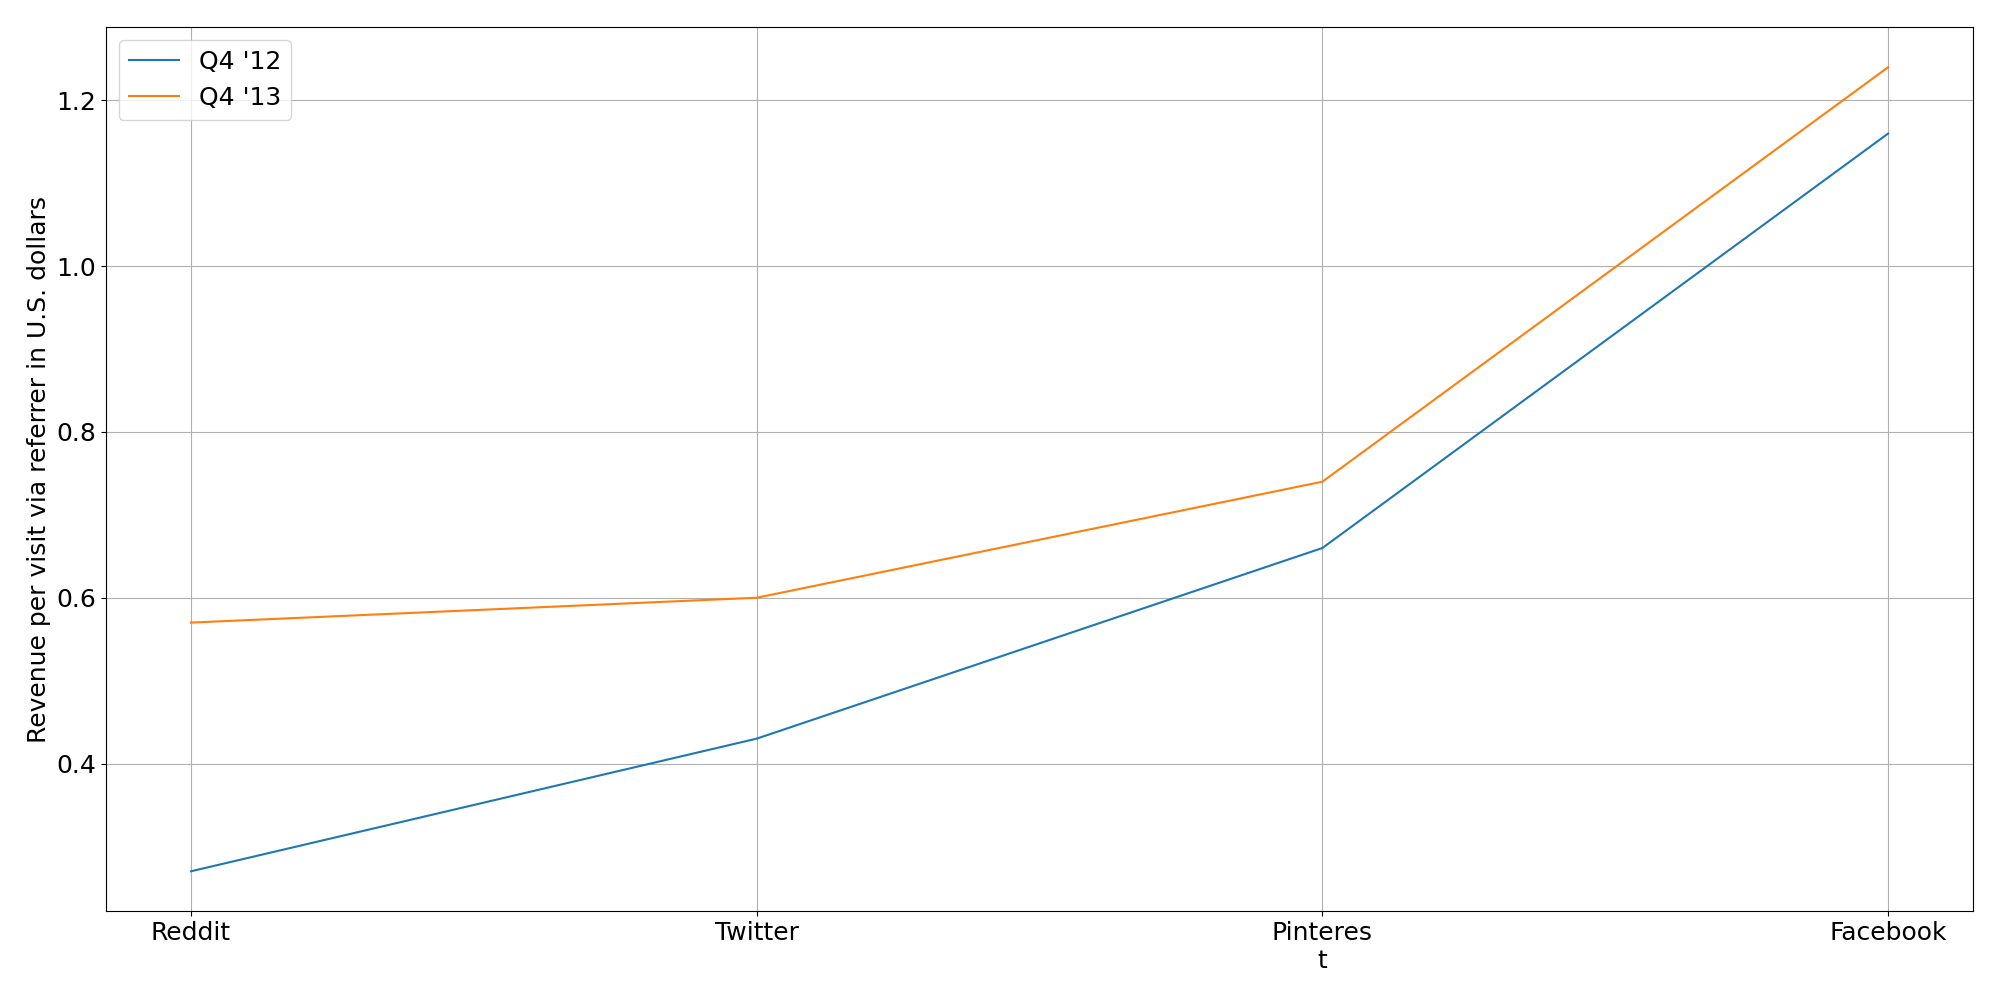 Q4 '12
Q4 '13
Revenue per visit via referrer in U.S. dollars
1.2
1.0
0.8
0.6
0.4
Reddit
Twitter
Pinteres
t
Facebook